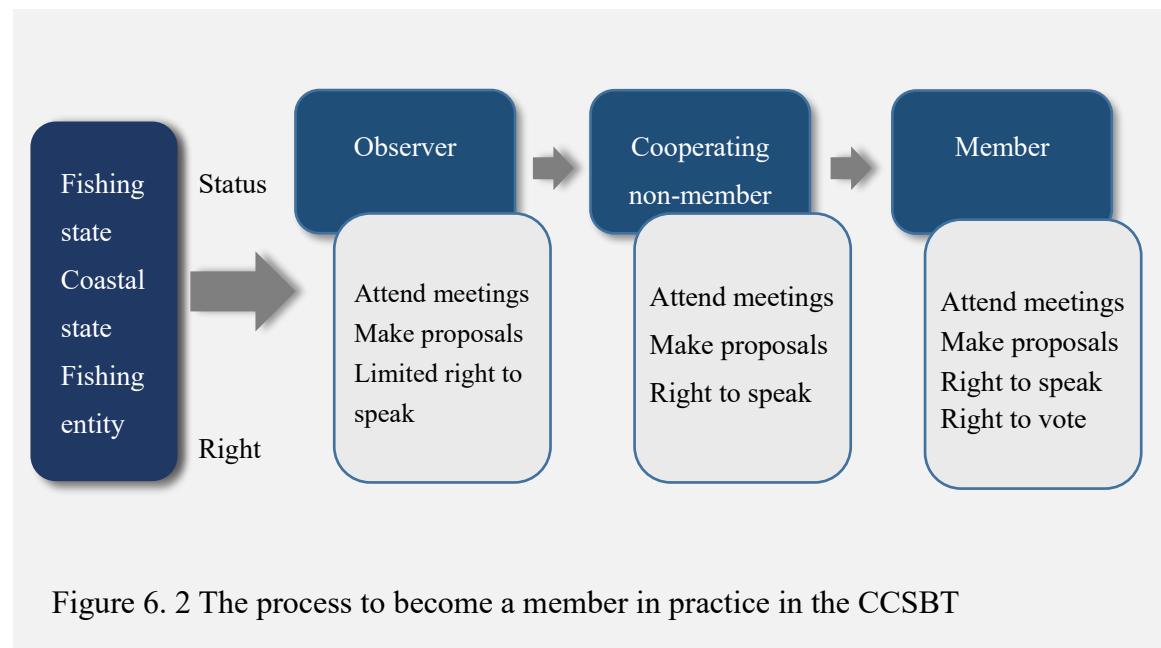 Fishing
state
Coastal
state
Fishing
entity
Status
Right
Observer
Attend meetings
Make proposals
Limited right to
speak
Cooperating
non-member
Attend meetings
Make proposals
Right to speak
Member
Attend meetings
Make proposals
Right to speak
Right to vote
Figure 6. 2 The process to become a member in practice in the CCSBT